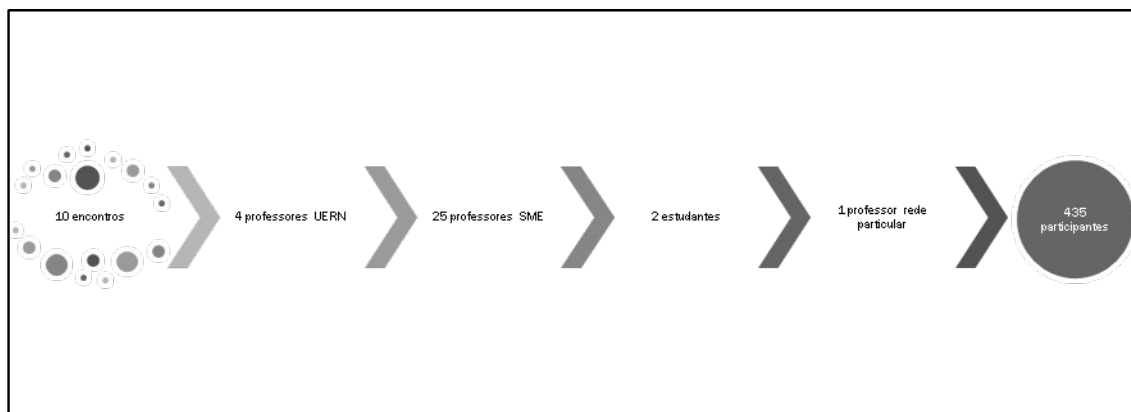 10 encontros
4 professores UERN
25 professores SME
2 estudantes
1 professor rede
particular
435
participantes